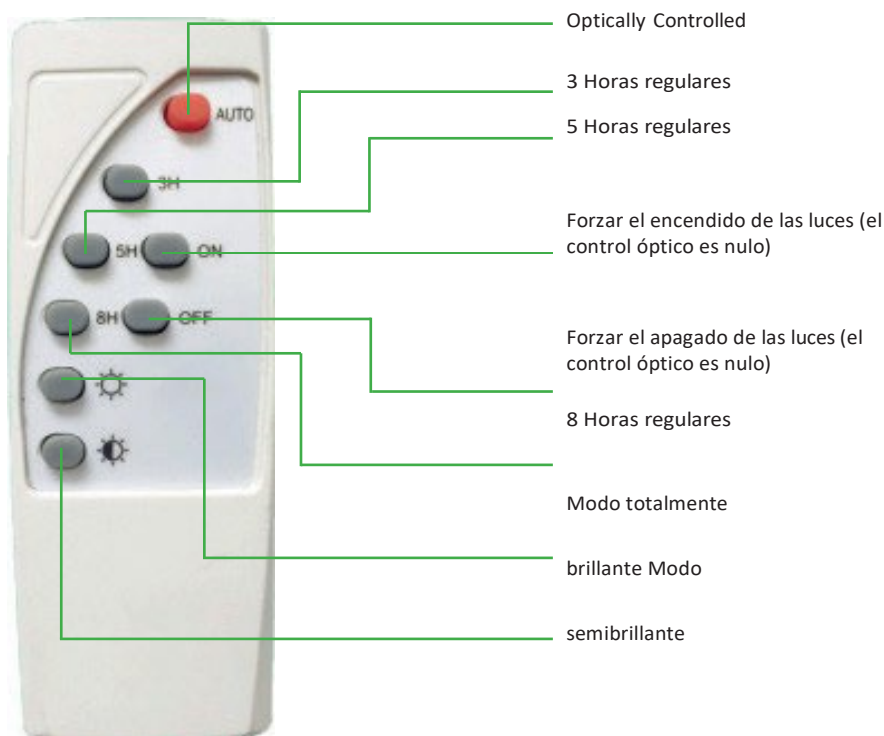 Optically Controlled
AUTO
3 Horas regulares
5 Horas regulares
3H
Forzar el encendido de las luces (el
control óptico es nulo)
5H ON
8H OFF
Forzar el apagado de las luces (el
control óptico es nulo)
8 Horas regulares
Modo totalmente
brillante Modo
semibrillante